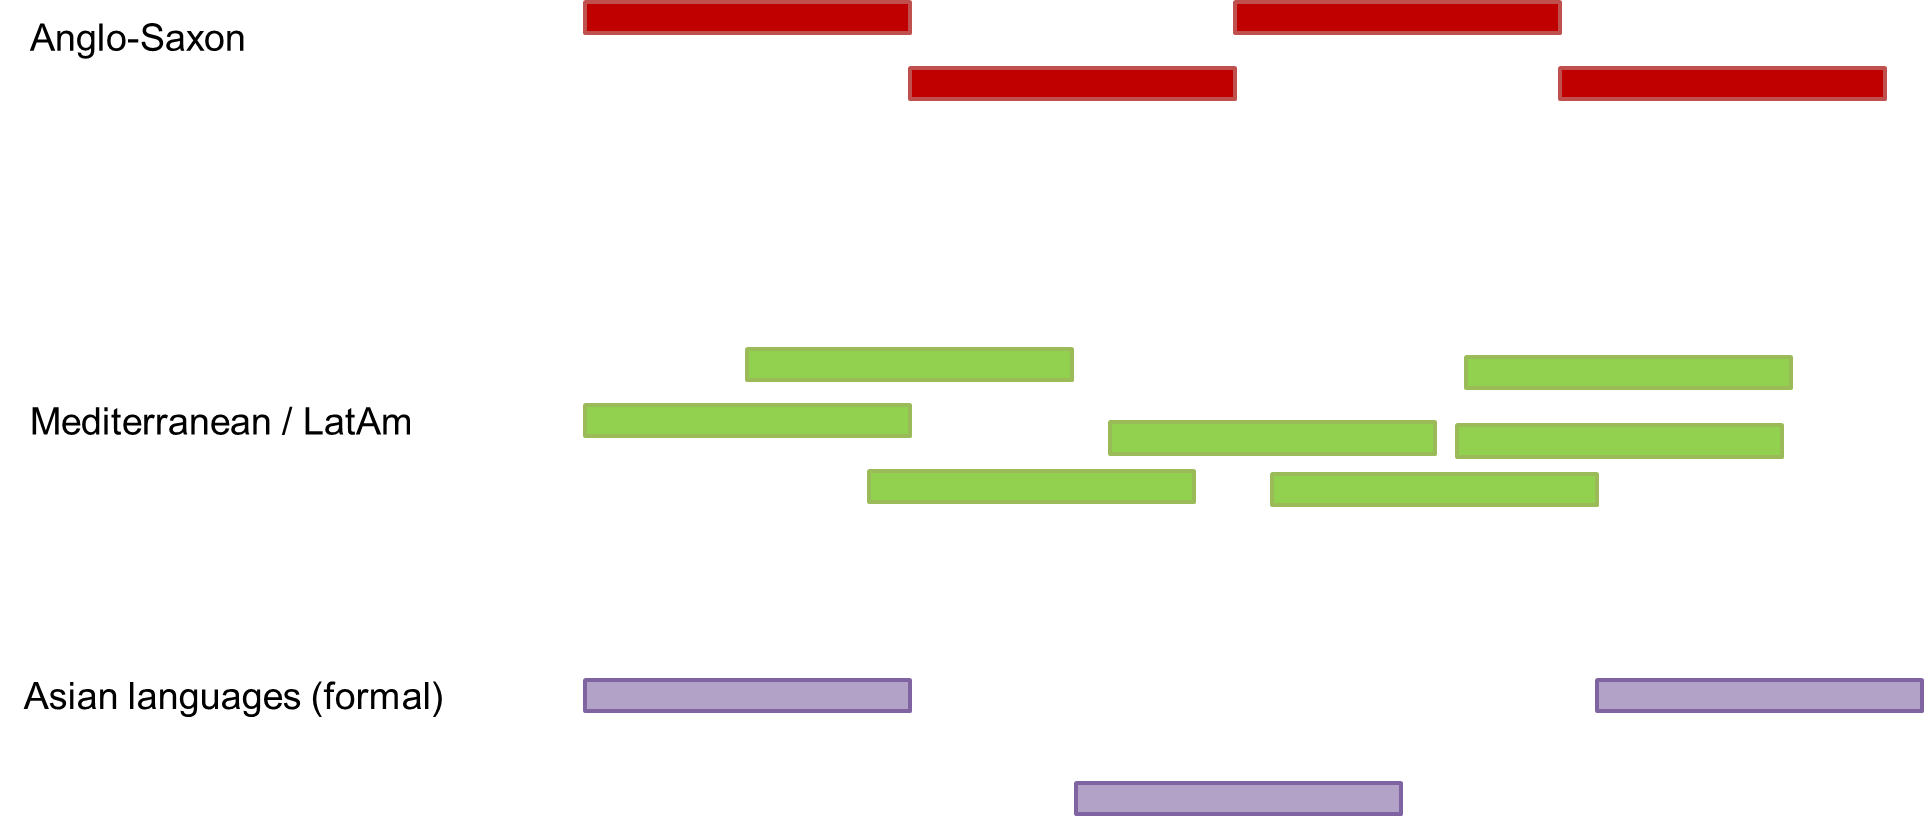 Anglo-Saxon
Mediterranean / LatAm
Asian languages (formal)